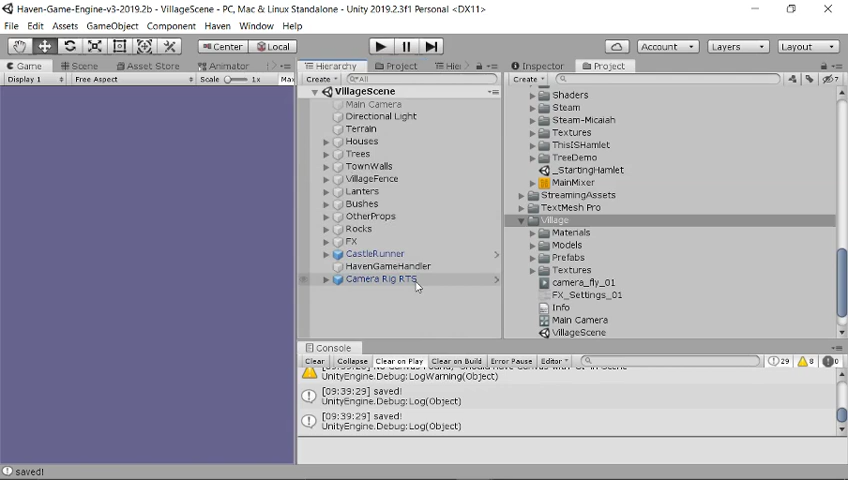 Haven-Game-Engine-v3-2019.2b - VillageScene - PC, Mac & Linux Standalone - Unity 2019.2.3f1 Personal <DX11>
File Edit Assets GameObject Component Haven Window Help
Center Local Account Layers Layout
Game Scene Asset Store Animator Hierarchy Project Hie Inspector Project
Display 1 Free Aspect Scale 1x Max Create All Create 7
VillageScene
Main Camera
Directional Light
Terrain
Houses
Trees
TownWalls
VillageFence
Lanters
Bushes
OtherProps
Rocks
FX
CastleRunner
HavenGameHandler
Camera Rig RTS
Shaders
Steam
Steam-Micaiah
Textures
ThisISHamlet
TreeDemo
_StartingHamlet
MainMixer
StreamingAssets
TextMesh Pro
Village
Materials
Models
Prefabs
Textures
camera_fly_01
FX_Settings_01
Info
Main Camera
VillageScene
Console
Clear Collapse Clear on Play Clear on Build Error Pause Editor 29 8 0
UnityEngine.Debug:LogWarning(Object)
[09:39:29] saved!
UnityEngine.Debug:Log(Object)
[09:39:29] saved!
UnityEngine.Debug:Log(Object)
saved!